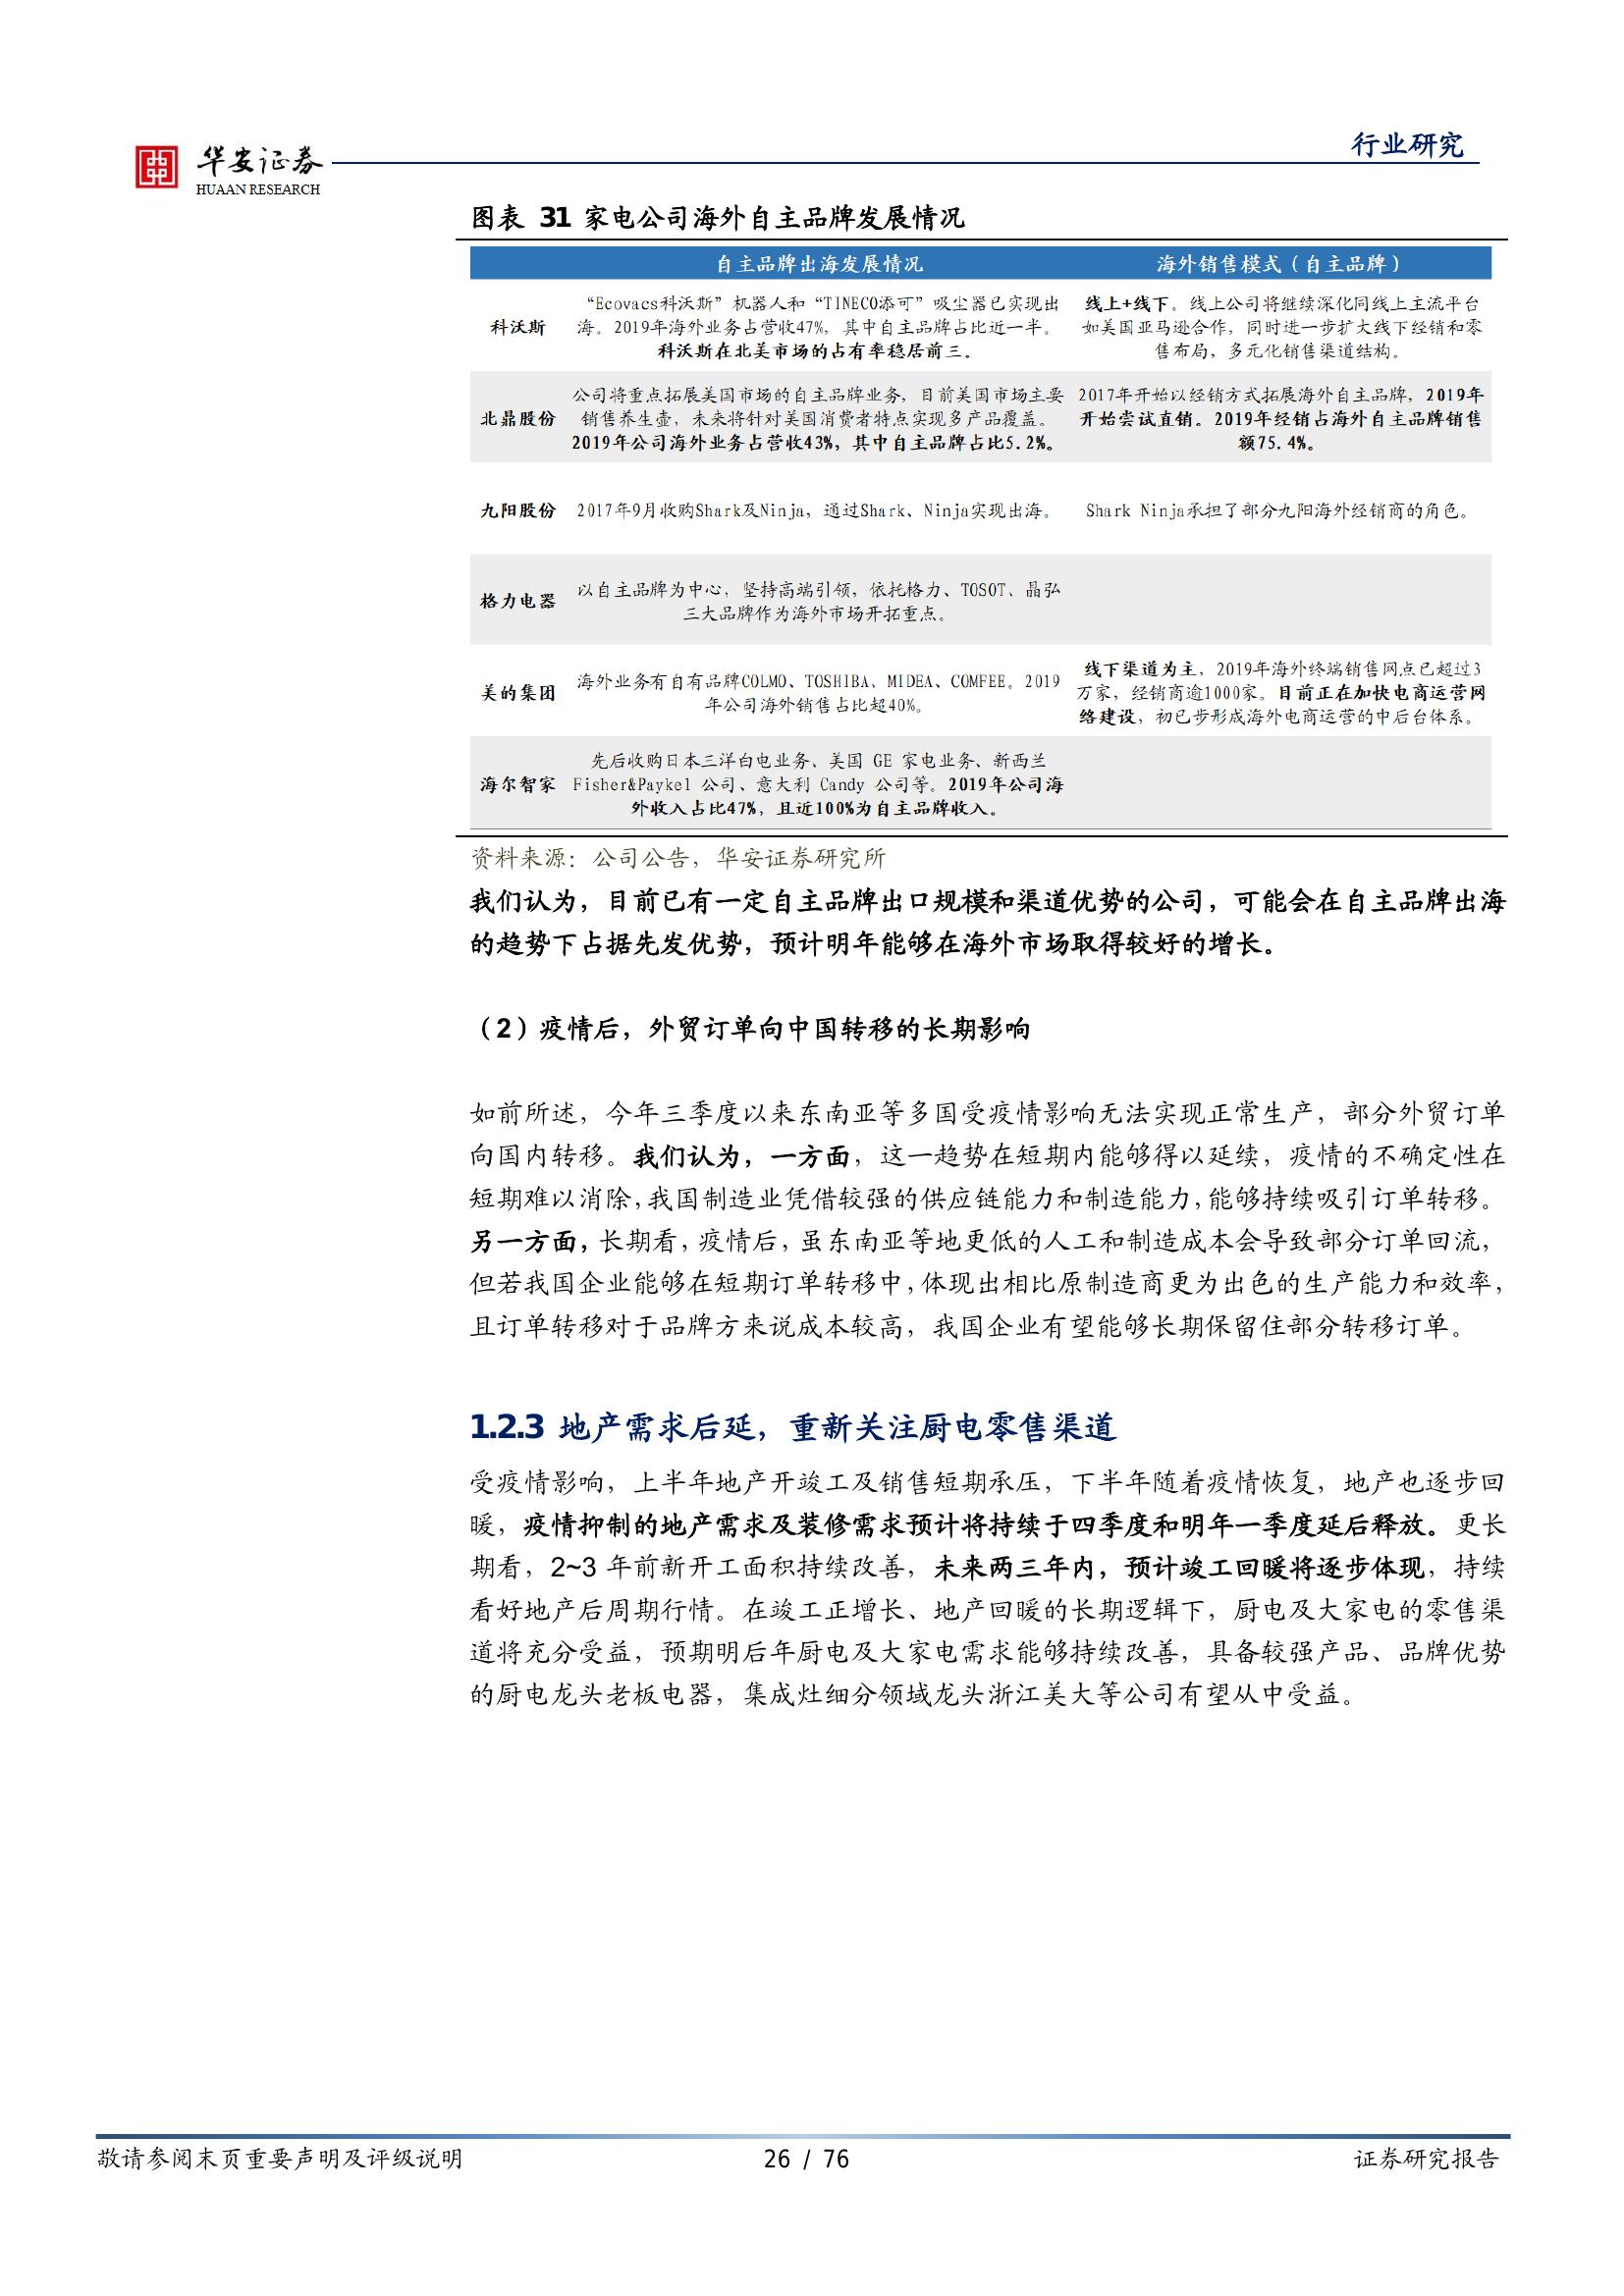 华安证券
HUAAN RESEARCH
行业研究
图表 31 家电公司海外自主品牌发展情况
自主品牌出海发展情况 海外销售模式（自主品牌）
科沃斯
“Ecovacs科沃斯”机器人和“TINECO添可”吸尘器已实现出
海。2019年海外业务占营收47%，其中自主品牌占比近一半。
科沃斯在北美市场的占有率稳居前三。
线上+线下。线上公司将继续深化同线上主流平台
如美国亚马逊合作，同时进一步扩大线下经销和零
售布局，多元化销售渠道结构。
北鼎股份
公司将重点拓展美国市场的自主品牌业务，目前美国市场主要
销售养生壶，未来将针对美国消费者特点实现多产品覆盖。
2019年公司海外业务占营收43%，其中自主品牌占比5.2%。
2017年开始以经销方式拓展海外自主品牌，2019年
开始尝试直销。2019年经销占海外自主品牌销售
额75.4%。
九阳股份
2017年9月收购Shark及Ninja，通过Shark、Ninja实现出海。
Shark Ninja承担了部分九阳海外经销商的角色。
格力电器
以自主品牌为中心，坚持高端引领，依托格力、TOSOT、晶弘
三大品牌作为海外市场开拓重点。
美的集团
海外业务有自有品牌COLMO、TOSHIBA、MIDEA、COMFEE。2019
年公司海外销售占比超40%。
线下渠道为主，2019年海外终端销售网点已超过3
万家，经销商逾1000家。目前正在加快电商运营网
络建设，初已步形成海外电商运营的中后台体系。
海尔智家
先后收购日本三洋白电业务、美国 GE 家电业务、新西兰
Fisher&Paykel 公司、意大利 Candy 公司等。2019年公司海
外收入占比47%，且近100%为自主品牌收入。
资料来源：公司公告，华安证券研究所
我们认为，目前已有一定自主品牌出口规模和渠道优势的公司，可能会在自主品牌出海
的趋势下占据先发优势，预计明年能够在海外市场取得较好的增长。
（2）疫情后，外贸订单向中国转移的长期影响
如前所述，今年三季度以来东南亚等多国受疫情影响无法实现正常生产，部分外贸订单
向国内转移。我们认为，一方面，这一趋势在短期内能够得以延续，疫情的不确定性在
短期难以消除，我国制造业凭借较强的供应链能力和制造能力，能够持续吸引订单转移。
另一方面，长期看，疫情后，虽东南亚等地更低的人工和制造成本会导致部分订单回流，
但若我国企业能够在短期订单转移中，体现出相比原制造商更为出色的生产能力和效率，
且订单转移对于品牌方来说成本较高，我国企业有望能够长期保留住部分转移订单。
1.2.3 地产需求后延，重新关注厨电零售渠道
受疫情影响，上半年地产开竣工及销售短期承压，下半年随着疫情恢复，地产也逐步回
暖，疫情抑制的地产需求及装修需求预计将持续于四季度和明年一季度延后释放。更长
期看，2~3 年前新开工面积持续改善，未来两三年内，预计竣工回暖将逐步体现，持续
看好地产后周期行情。在竣工正增长、地产回暖的长期逻辑下，厨电及大家电的零售渠
道将充分受益，预期明后年厨电及大家电需求能够持续改善，具备较强产品、品牌优势
的厨电龙头老板电器，集成灶细分领域龙头浙江美大等公司有望从中受益。
敬请参阅末页重要声明及评级说明 26 / 76 证券研究报告